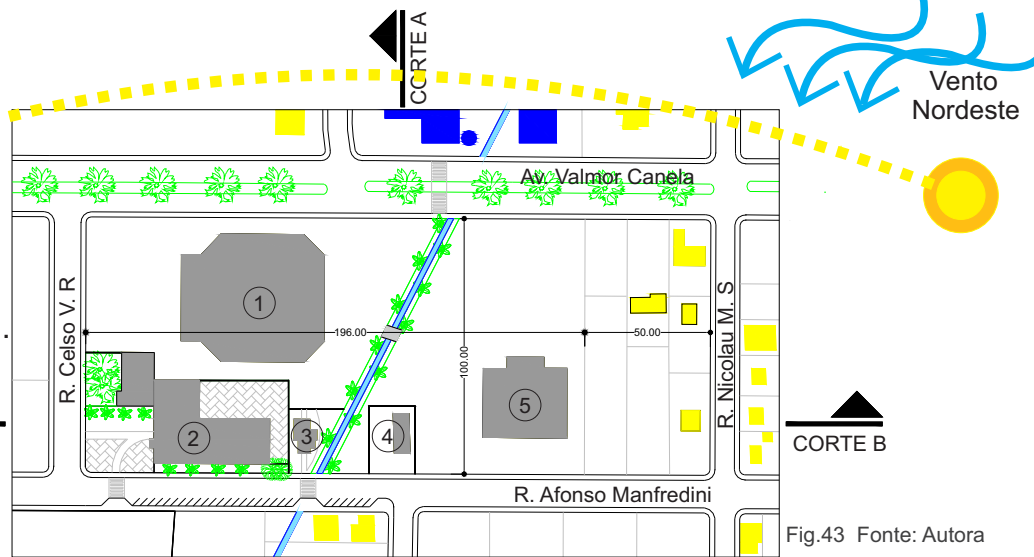 CORTE A
Vento
Nordeste
Av. Valmor Canela
R. Celso V. R
1
196.00
50.00
100.00
R. Nicolau M. S
5
2
3
4
CORTE B
R. Afonso Manfredini
Fig.43 Fonte: Autora